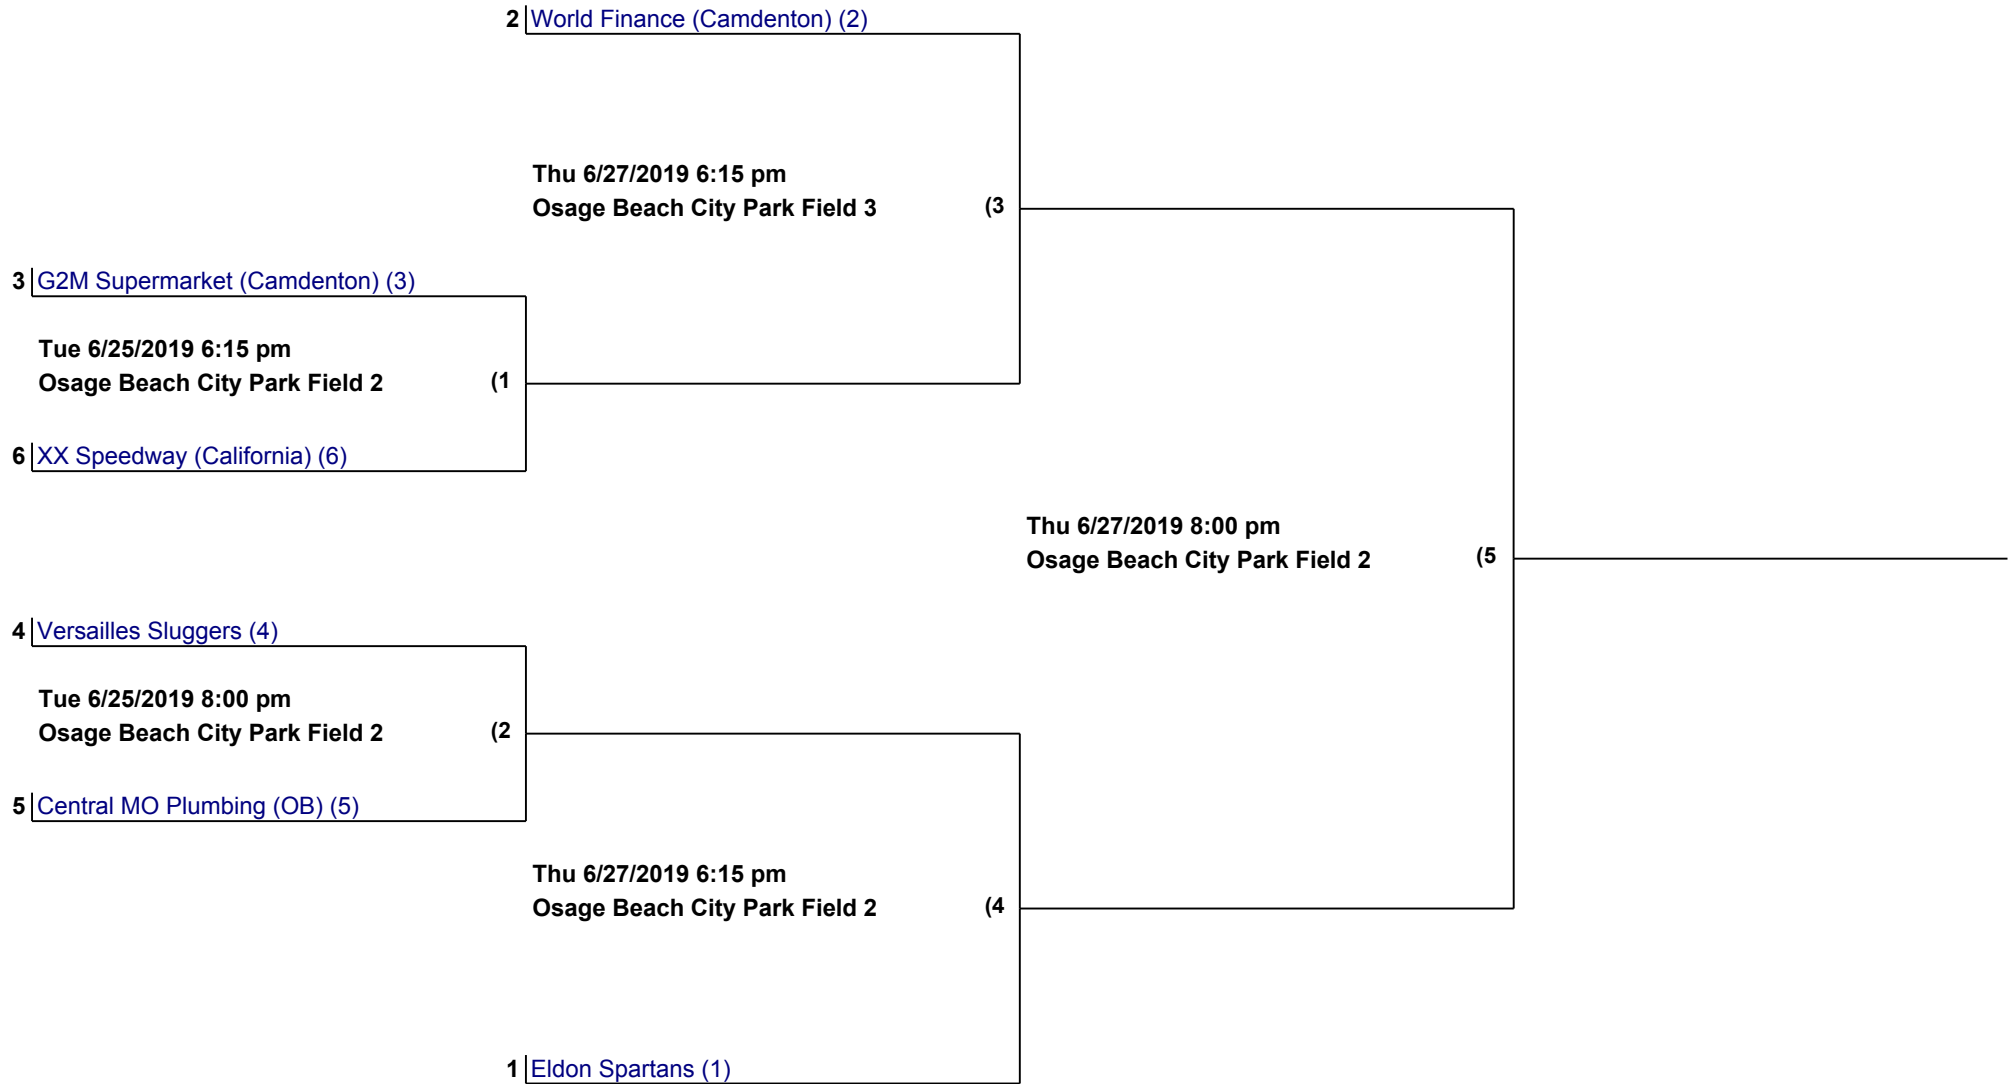 2 World Finance (Camdenton) (2)
Thu 6/27/2019 6:15 pm
Osage Beach City Park Field 3 (3
3 G2M Supermarket (Camdenton) (3)
Tue 6/25/2019 6:15 pm
Osage Beach City Park Field 2 (1
6 XX Speedway (California) (6)
Thu 6/27/2019 8:00 pm
Osage Beach City Park Field 2 (5
4 Versailles Sluggers (4)
Tue 6/25/2019 8:00 pm
Osage Beach City Park Field 2 (2
5 Central MO Plumbing (OB) (5)
Thu 6/27/2019 6:15 pm
Osage Beach City Park Field 2 (4
1 Eldon Spartans (1)